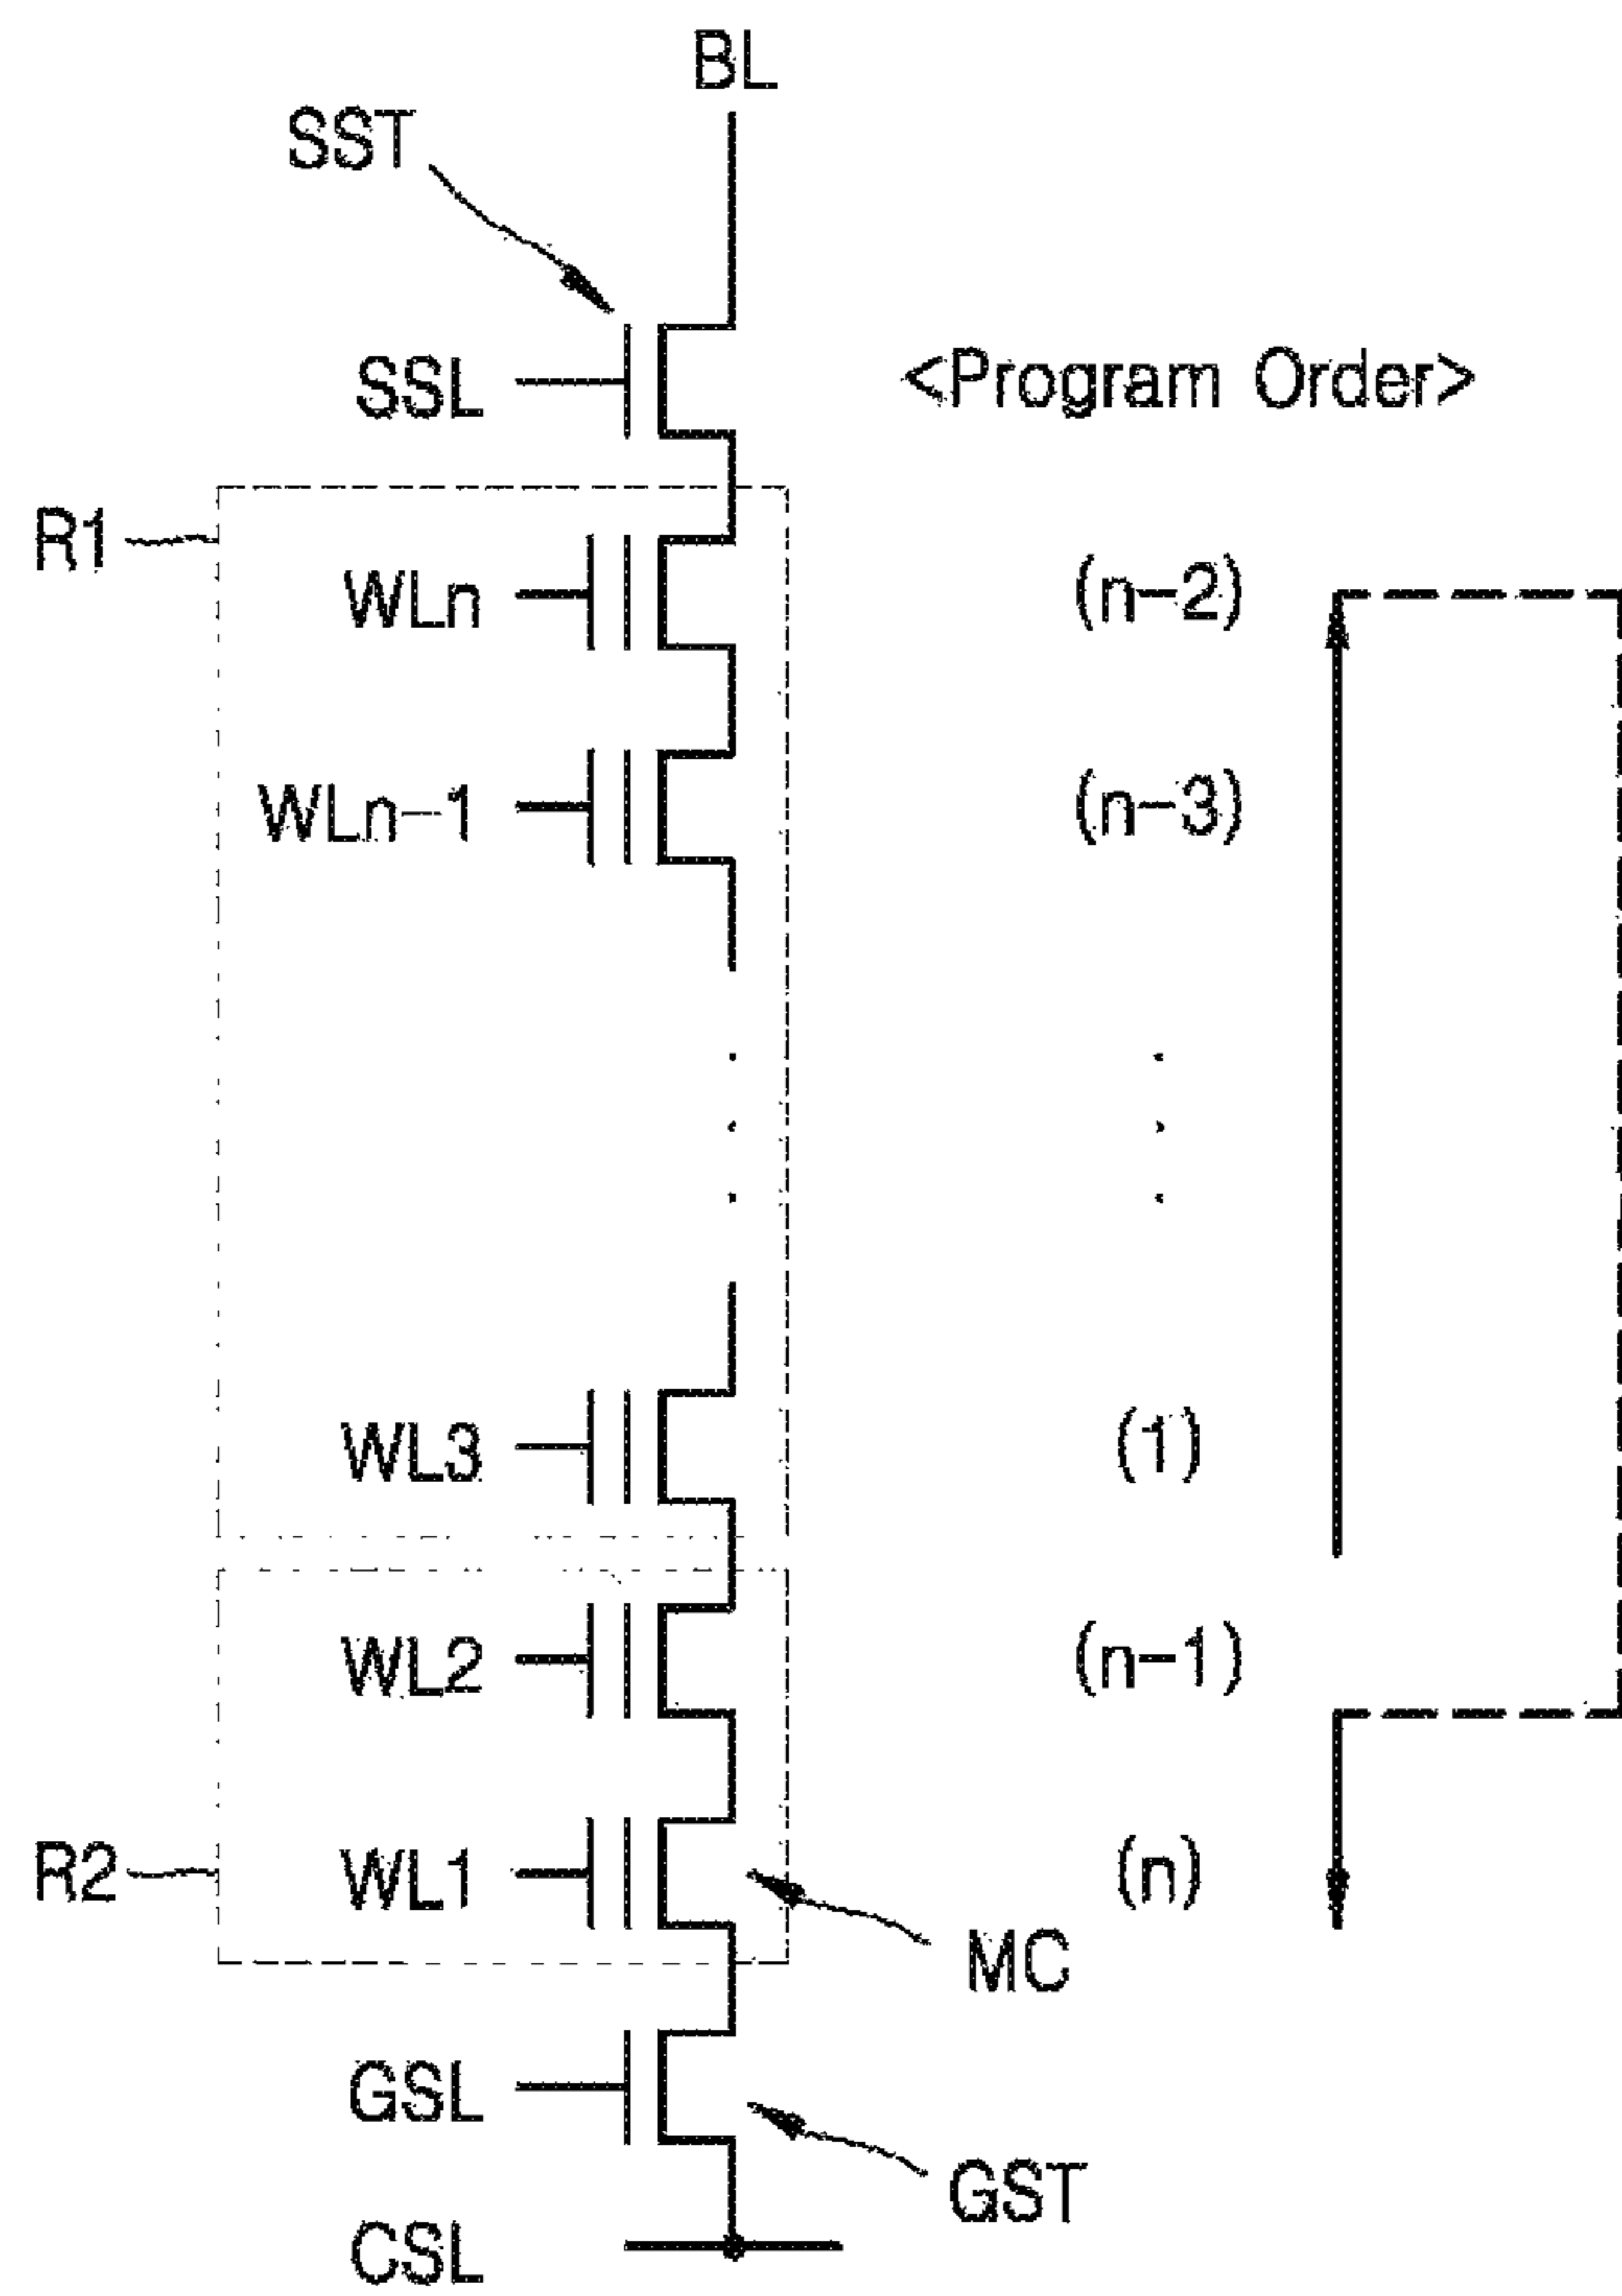 BL
SST
SSL
<Program Order>
R1
WLn
(n-2)
WLn-1
(n-3)
WL3
(1)
WL2
(n-1)
R2
WL1
(n)
MC
GSL
GST
CSL